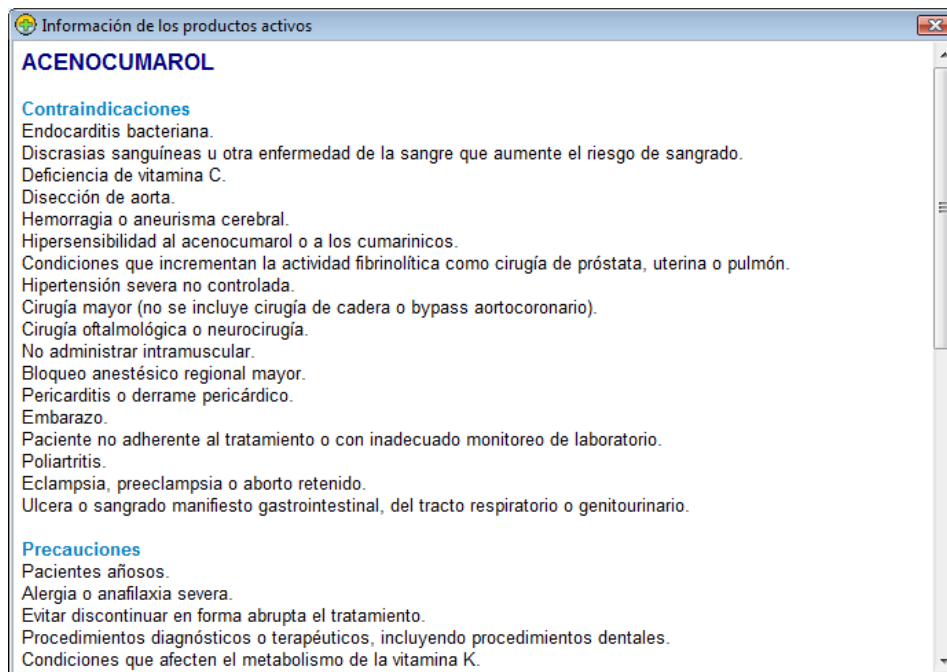 Información de los productos activos
ACENOCUMAROL
Contraindicaciones
Endocarditis bacteriana.
Discrasias sanguíneas u otra enfermedad de la sangre que aumente el riesgo de sangrado.
Deficiencia de vitamina C.
Disección de aorta.
Hemorragia o aneurisma cerebral.
Hipersensibilidad al acenocumarol o a los cumarinicos.
Condiciones que incrementan la actividad fibrinolítica como cirugía de próstata, uterina o pulmón.
Hipertensión severa no controlada.
Cirugía mayor (no se incluye cirugía de cadera o bypass aortocoronario).
Cirugía oftalmológica o neurocirugía.
No administrar intramuscular.
Bloqueo anestésico regional mayor.
Pericarditis o derrame pericárdico.
Embarazo.
Paciente no adherente al tratamiento o con inadecuado monitoreo de laboratorio.
Poliartritis.
Eclampsia, preeclampsia o aborto retenido.
Ulcera o sangrado manifiesto gastrointestinal, del tracto respiratorio o genitourinario.
Precauciones
Pacientes añosos.
Alergia o anafilaxia severa.
Evitar discontinuar en forma abrupta el tratamiento.
Procedimientos diagnósticos o terapéuticos, incluyendo procedimientos dentales.
Condiciones que afecten el metabolismo de la vitamina K.